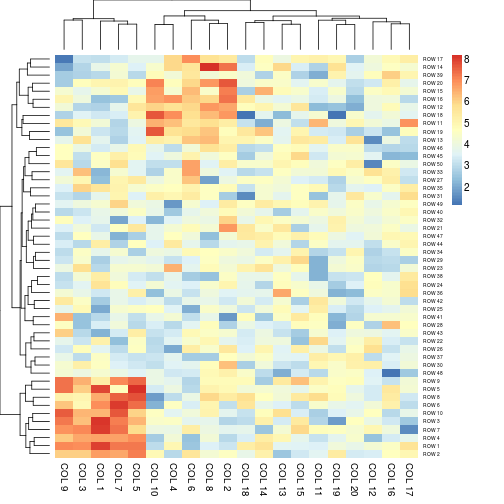 8
7
6
5
4
3
2
ROW 17
ROW 14
ROW 39
ROW 20
ROW 15
ROW 16
ROW 12
ROW 18
ROW 11
ROW 19
ROW 13
ROW 46
ROW 45
ROW 50
ROW 33
ROW 27
ROW 35
ROW 31
ROW 49
ROW 40
ROW 32
ROW 21
ROW 47
ROW 44
ROW 34
ROW 29
ROW 23
ROW 38
ROW 24
ROW 36
ROW 42
ROW 25
ROW 41
ROW 28
ROW 43
ROW 22
ROW 26
ROW 37
ROW 30
ROW 48
ROW 9
ROW 5
ROW 8
ROW 6
ROW 10
ROW 3
ROW 7
ROW 4
ROW 1
ROW 2
COL 9
COL 3
COL 1
COL 7
COL 5
COL 10
COL 4
COL 6
COL 8
COL 2
COL 18
COL 14
COL 13
COL 15
COL 11
COL 19
COL 20
COL 12
COL 16
COL 17